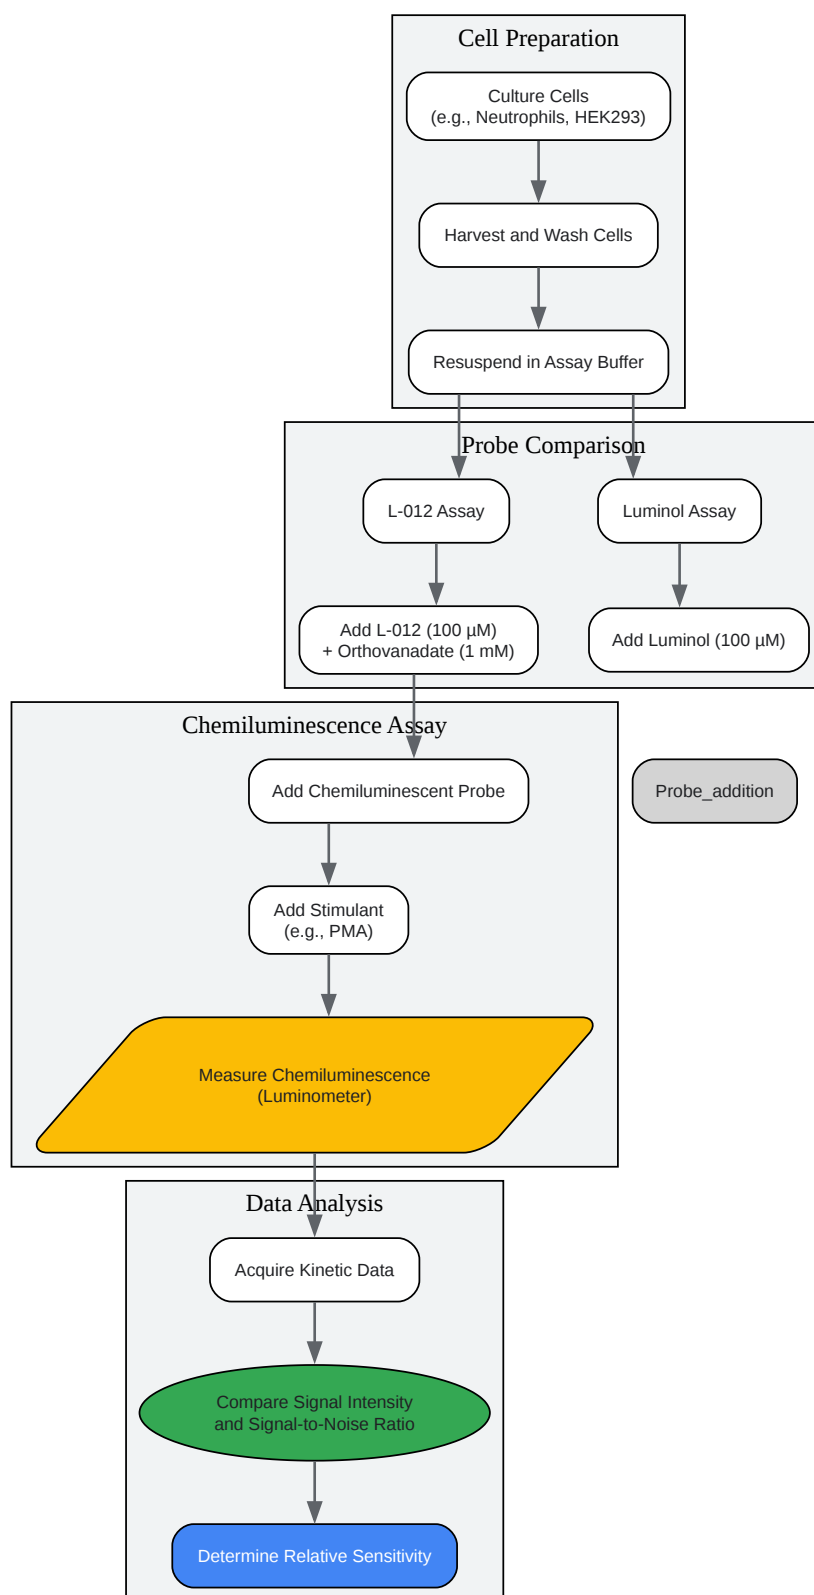 Cell Preparation
Culture Cells
(e.g., Neutrophils, HEK293)
Harvest and Wash Cells
Resuspend in Assay Buffer
Probe Comparison
L-012 Assay
Luminol Assay
Add L-012 (100 µM)
+ Orthovanadate (1 mM)
Add Luminol (100 µM)
Chemiluminescence Assay
Add Chemiluminescent Probe
Probe_addition
Add Stimulant
(e.g., PMA)
Measure Chemiluminescence
(Luminometer)
Data Analysis
Acquire Kinetic Data
Compare Signal Intensity
and Signal-to-Noise Ratio
Determine Relative Sensitivity